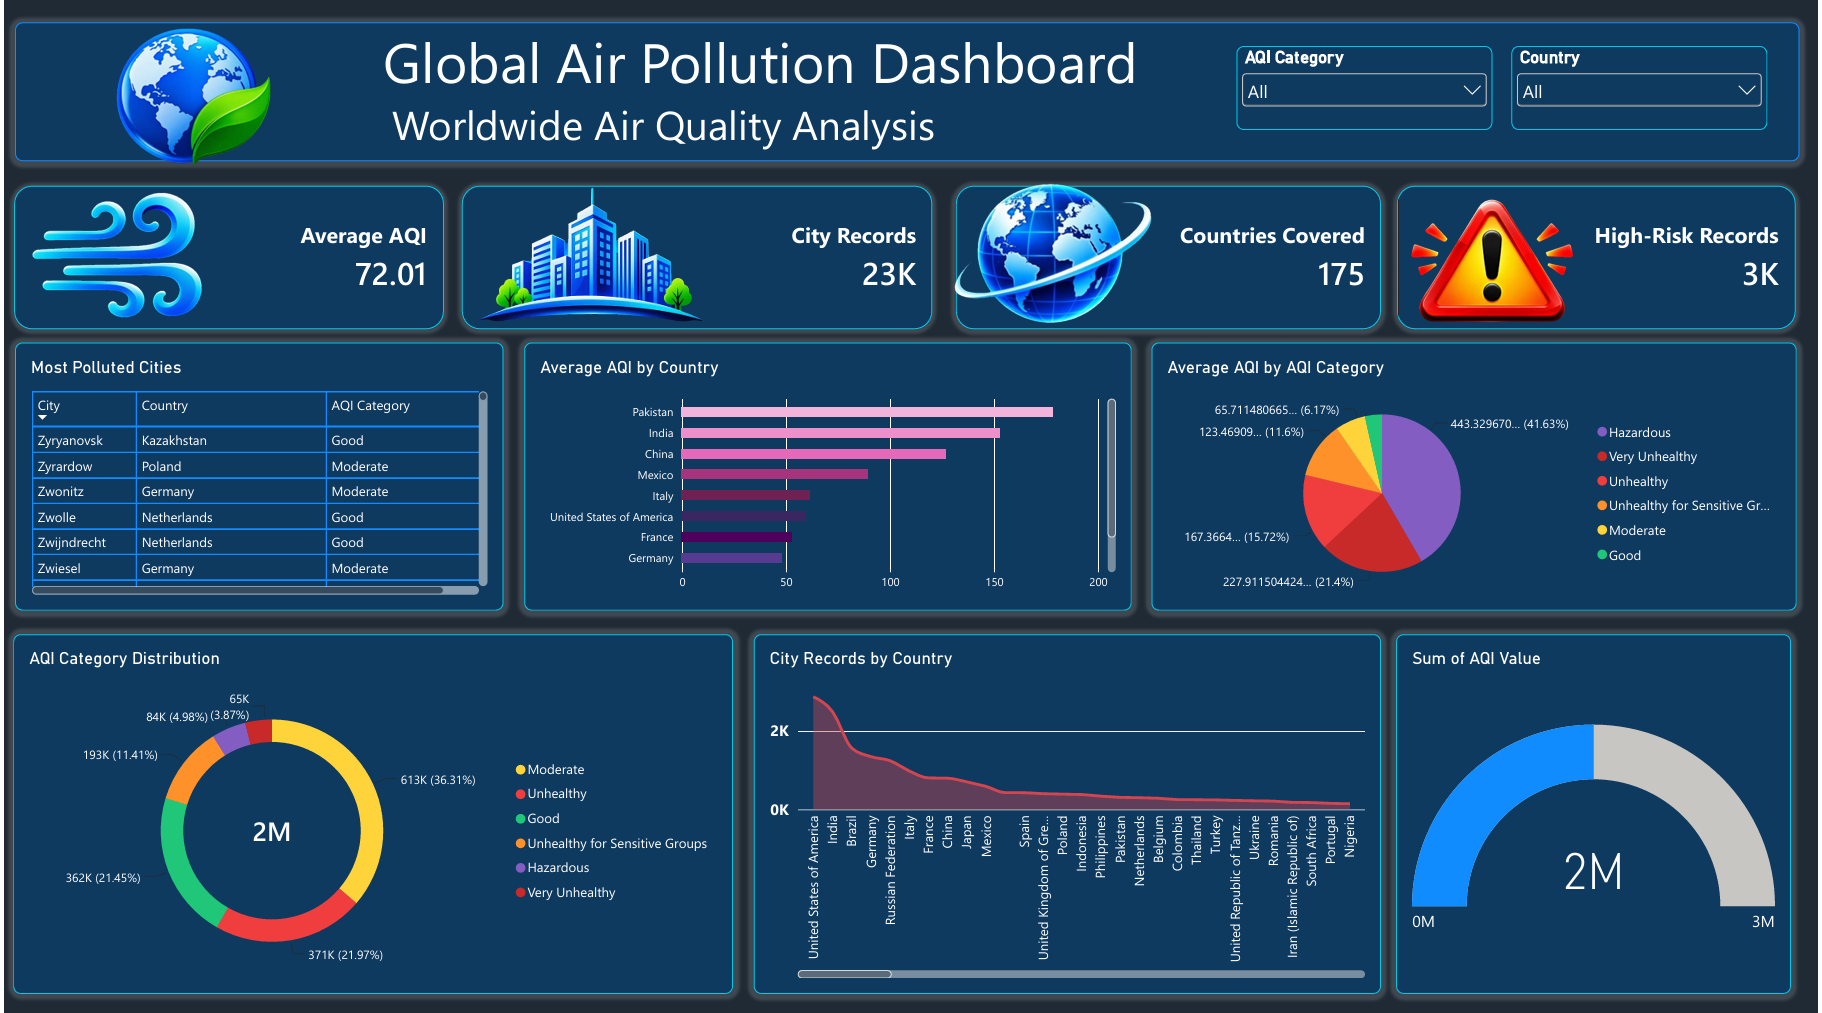 Global Air Pollution Dashboard
Worldwide Air Quality Analysis
AQI Category
All
Country
All
Average AQI
72.01
City Records
23K
Countries Covered
175
High-Risk Records
3K
Most Polluted Cities
City Country AQI Category
Zyryanovsk Kazakhstan Good
Zyrardow Poland Moderate
Zwonitz Germany Moderate
Zwolle Netherlands Good
Zwijndrecht Netherlands Good
Zwiesel Germany Moderate
Average AQI by Country
Pakistan
India
China
Mexico
Italy
United States of America
France
Germany
0 50 100 150 200
Average AQI by AQI Category
65.711480665... (6.17%)
123.46909... (11.6%)
443.329670... (41.63%)
167.3664... (15.72%)
227.911504424... (21.4%)
Hazardous
Very Unhealthy
Unhealthy
Unhealthy for Sensitive Gr...
Moderate
Good
AQI Category Distribution
65K
(3.87%)
84K (4.98%)
193K (11.41%)
613K (36.31%)
2M
362K (21.45%)
371K (21.97%)
Moderate
Unhealthy
Good
Unhealthy for Sensitive Groups
Hazardous
Very Unhealthy
City Records by Country
2K
0K
United States of America
India
Brazil
Germany
Russian Federation
Italy
France
China
Japan
Mexico
Spain
United Kingdom of Gre...
Poland
Indonesia
Philippines
Pakistan
Netherlands
Belgium
Colombia
Thailand
Turkey
United Republic of Tanz...
Ukraine
Romania
Iran (Islamic Republic of)
South Africa
Portugal
Nigeria
Sum of AQI Value
2M
0M 3M